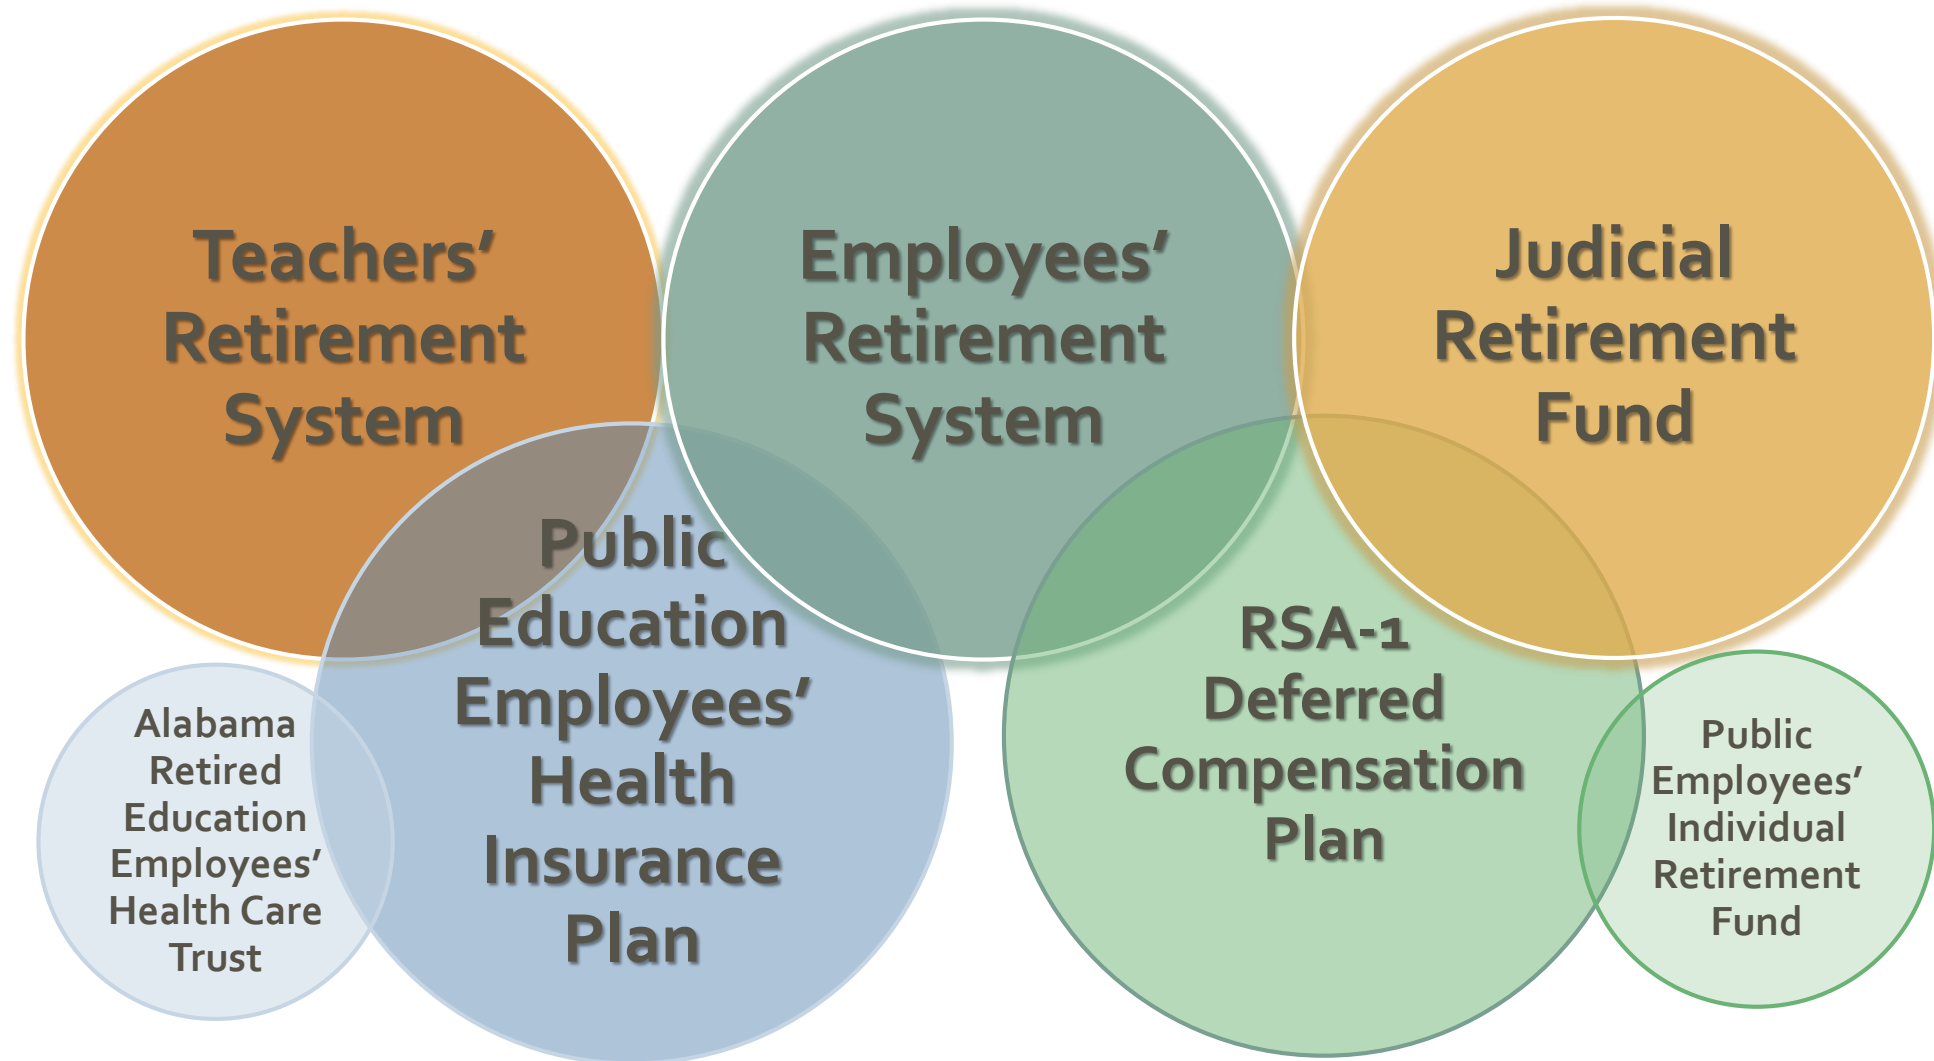 Teachers’
Retirement
System
Employees’
Retirement
System
Judicial
Retirement
Fund
Public
Education
Employees’
Health
Insurance
Plan
RSA-1
Deferred
Compensation
Plan
Alabama
Retired
Education
Employees’
Health Care
Trust
Public
Employees’
Individual
Retirement
Fund